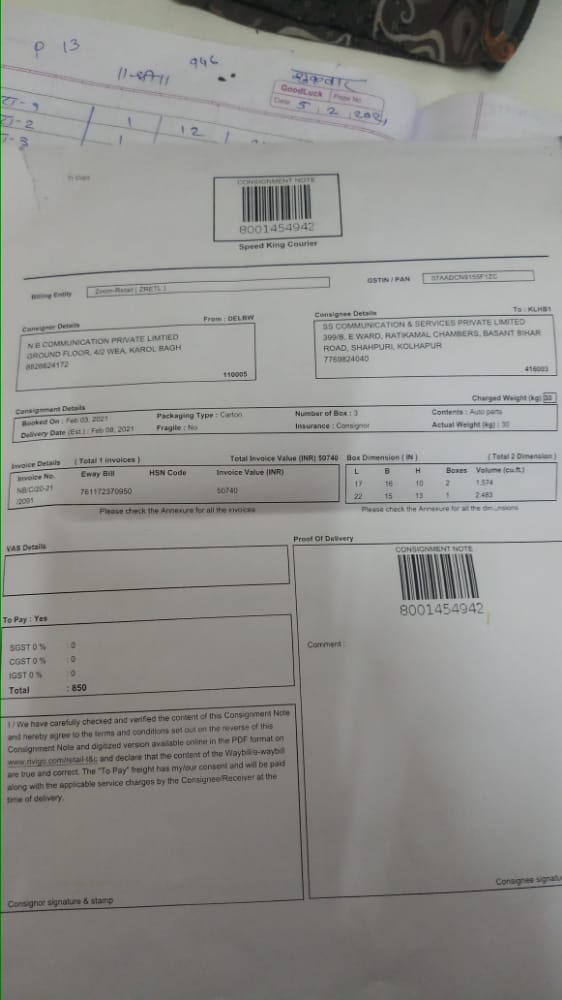 P 13
946
॥ श्री ॥
शुक्रवार
GoodLuck Page No.
Date 5 2 2021
1 12
1
CONSIGNMENT NOTE
8001454942
Speed King Courier
Billing Entity Zoom-Retail ( ZRETL )
GSTIN / PAN 07AADCN9155F1ZC
Consignor Details From : DELBW
N E COMMUNICATION PRIVATE LIMTIED
GROUND FLOOR, 4/2 WEA, KAROL BAGH
8826824172
110005
Consignee Details To : KLHB1
SS COMMUNICATION & SERVICES PRIVATE LIMITED
399/B, E WARD, RATIKAMAL CHAMBERS, BASANT BIHAR
ROAD, SHAHPURI, KOLHAPUR
7769824040
416003
Consignment Details Charged Weight (kg) 30
Booked On : Feb 03, 2021 Packaging Type : Carton Number of Box : 3 Contents : Auto parts
Delivery Date (Est.) : Feb 08, 2021 Fragile : No Insurance : Consignor Actual Weight (kg) : 30
Invoice Details ( Total 1 invoices ) Total Invoice Value (INR) 50740
Invoice No. Eway Bill HSN Code Invoice Value (INR)
NB/C/20-21
/2091 761172370950 50740
Please check the Annexure for all the invoices
Box Dimension ( IN ) ( Total 2 Dimension )
L B H Boxes Volume (cu.ft.)
17 16 10 2 1.574
22 15 13 1 2.483
Please check the Annexure for all the dimensions
VAS Details
To Pay : Yes
SGST 0 % : 0
CGST 0 % : 0
IGST 0 % : 0
Total : 850
I / We have carefully checked and verified the content of this Consignment Note
and hereby agree to the terms and conditions set out on the reverse of this
Consignment Note and digitized version available online in the PDF format on
www.rivigo.com/retail-t&c and declare that the content of the Waybill/e-waybill
are true and correct. The "To Pay" freight has my/our consent and will be paid
along with the applicable service charges by the Consignee/Receiver at the
time of delivery.
Consignor signature & stamp
Proof Of Delivery
CONSIGNMENT NOTE
8001454942
Comment :
Consignee signatu